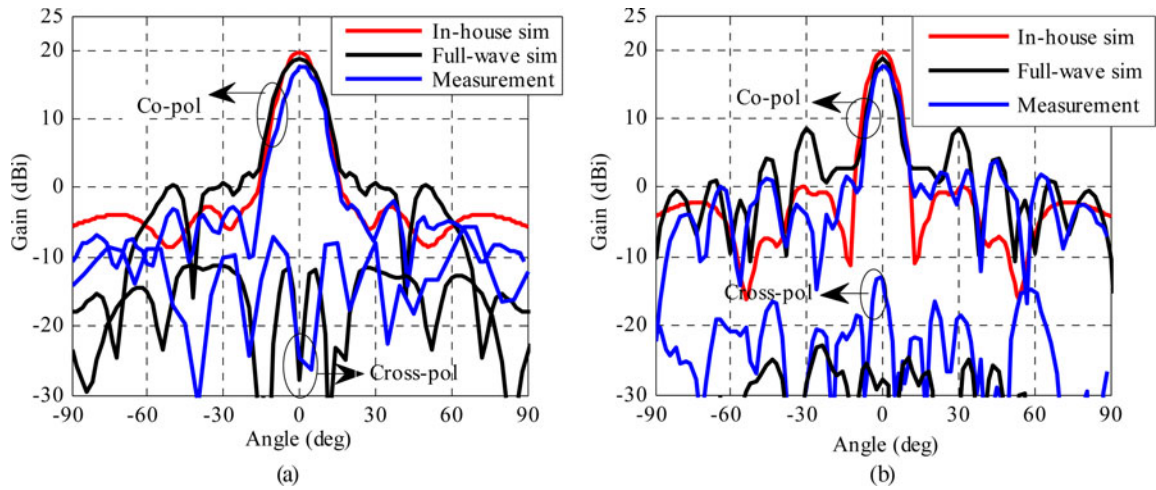 25
20
10
0
-10
-20
-30
Gain (dBi)
In-house sim
Full-wave sim
Measurement
Co-pol
Cross-pol
-90
-60
-30
0
30
60
90
Angle (deg)
(a)
25
20
10
0
-10
-20
-30
Gain (dBi)
In-house sim
Full-wave sim
Measurement
Co-pol
Cross-pol
-90
-60
-30
0
30
60
90
Angle (deg)
(b)